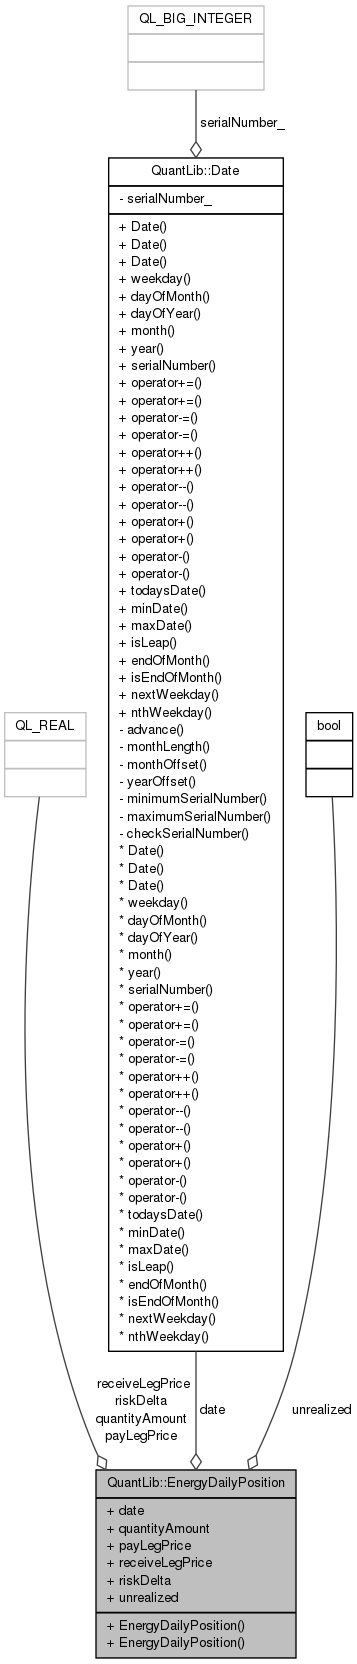 QL_BIG_INTEGER
serialNumber_
QuantLib::Date
- serialNumber_
+ Date()
+ Date()
+ Date()
+ weekday()
+ dayOfMonth()
+ dayOfYear()
+ month()
+ year()
+ serialNumber()
+ operator+=()
+ operator+=()
+ operator-=()
+ operator-=()
+ operator++()
+ operator++()
+ operator--()
+ operator--()
+ operator+()
+ operator+()
+ operator-()
+ operator-()
+ todaysDate()
+ minDate()
+ maxDate()
+ isLeap()
+ endOfMonth()
+ isEndOfMonth()
+ nextWeekday()
+ nthWeekday()
- advance()
- monthLength()
- monthOffset()
- yearOffset()
- minimumSerialNumber()
- maximumSerialNumber()
- checkSerialNumber()
* Date()
* Date()
* Date()
* weekday()
* dayOfMonth()
* dayOfYear()
* month()
* year()
* serialNumber()
* operator+=()
* operator+=()
* operator-=()
* operator-=()
* operator++()
* operator++()
* operator--()
* operator--()
* operator+()
* operator+()
* operator-()
* operator-()
* todaysDate()
* minDate()
* maxDate()
* isLeap()
* endOfMonth()
* isEndOfMonth()
* nextWeekday()
* nthWeekday()
QL_REAL
bool
receiveLegPrice
riskDelta
quantityAmount
payLegPrice
date
unrealized
QuantLib::EnergyDailyPosition
+ date
+ quantityAmount
+ payLegPrice
+ receiveLegPrice
+ riskDelta
+ unrealized
+ EnergyDailyPosition()
+ EnergyDailyPosition()